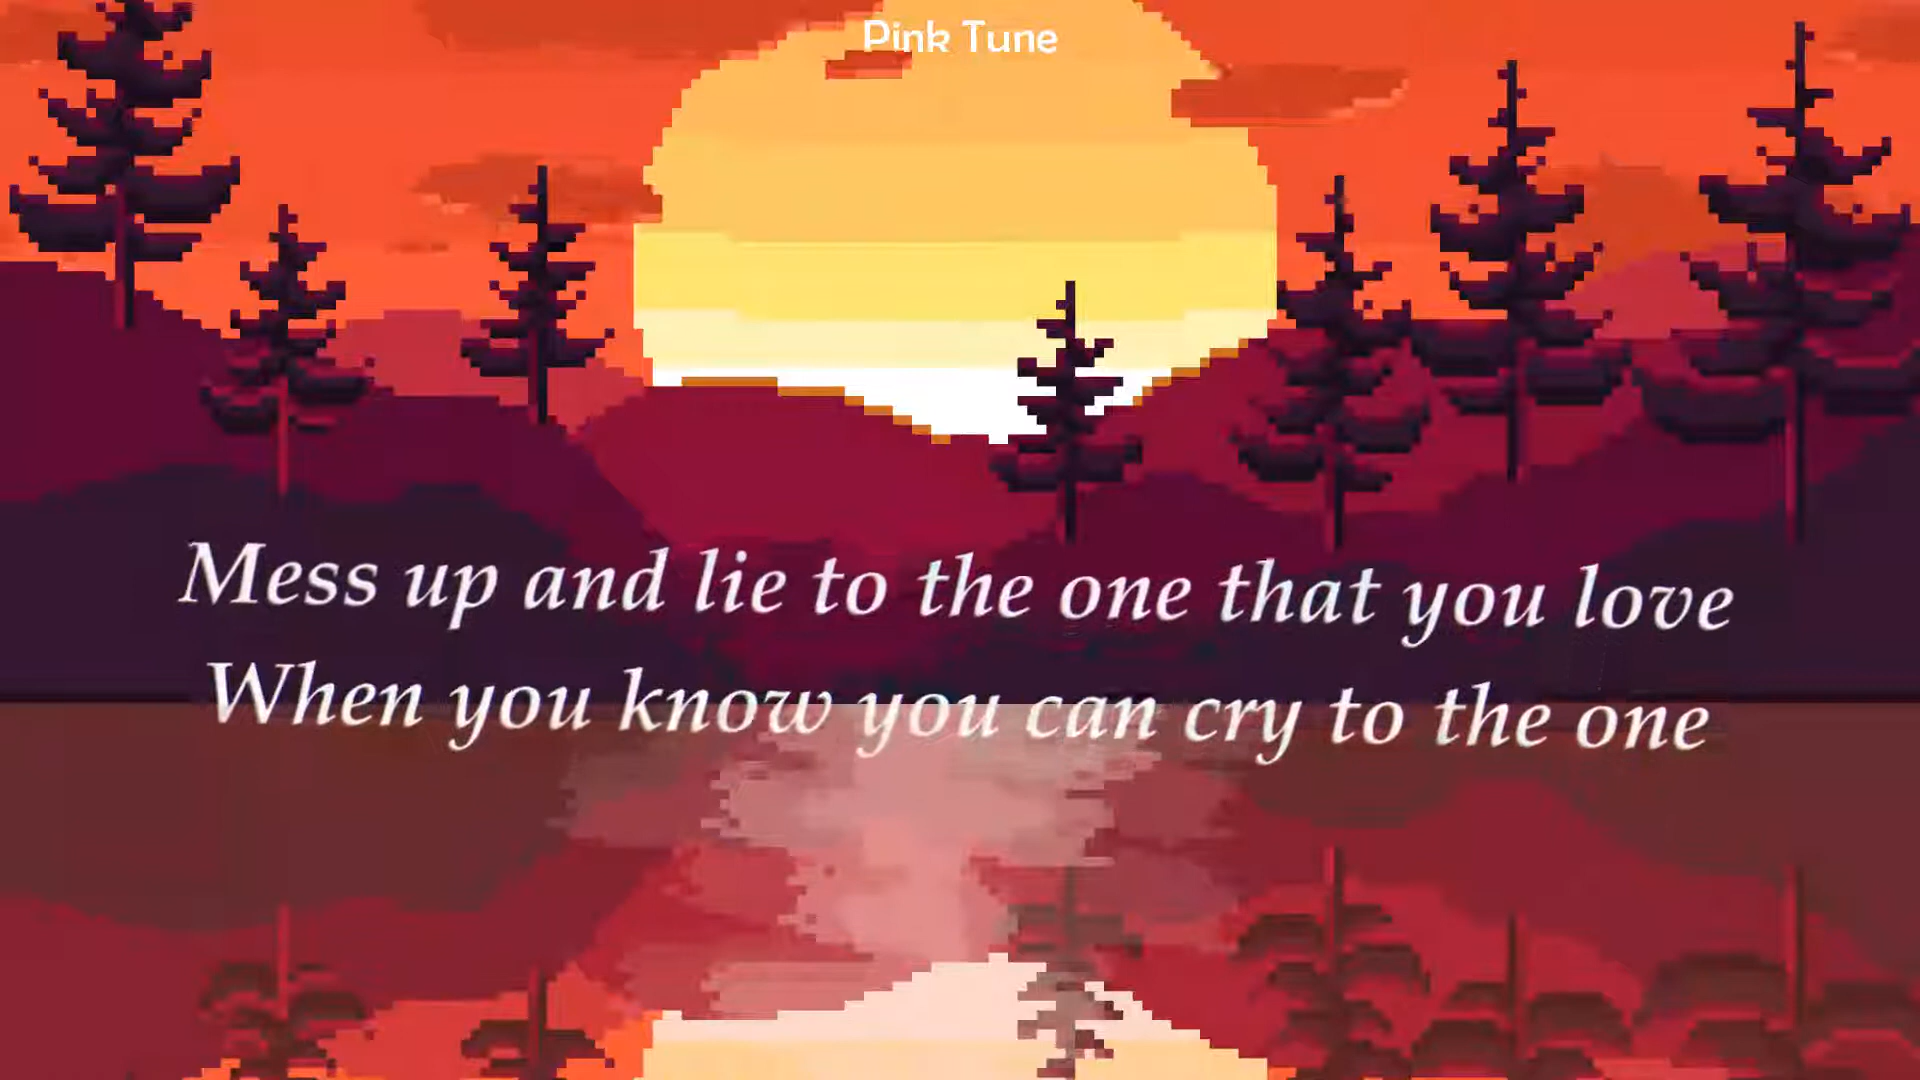 Pink Tune
Mess up and lie to the one that you love
When you know you can cry to the one